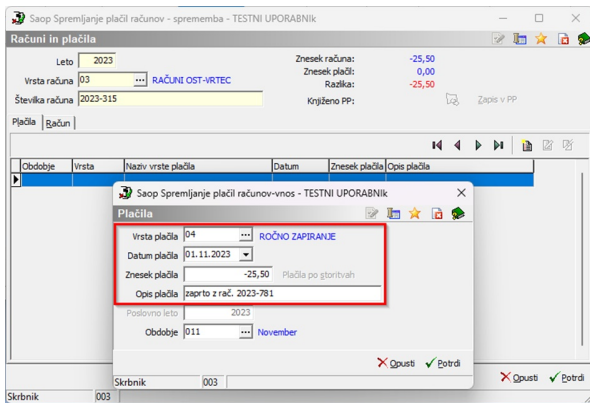 Saop Spremljanje plačil računov - sprememba - TESTNI UPORABNIk
Računi in plačila
Leto 2023
Vrsta računa 03 ... RAČUNI OST-VRTEC
Številka računa 2023-315
Znesek računa: -25,50
Znesek plačil: 0,00
Razlika: -25,50
Knjiženo PP:
Zapis v PP
Plačila Račun
Obdobje Vrsta Naziv vrste plačila Datum Znesek plačila Opis plačila
Saop Spremljanje plačil računov-vnos - TESTNI UPORABNIk
Plačila
Vrsta plačila 04 ... ROČNO ZAPIRANJE
Datum plačila 01.11.2023
Znesek plačila -25,50 Plačila po storitvah
Opis plačila zaprto z rač. 2023-781
Poslovno leto 2023
Obdobje 011 ... November
Opusti Potrdi
Skrbnik 003
Opusti Potrdi
Skrbnik 003